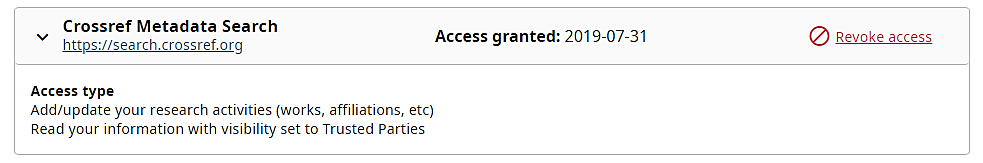 Crossref Metadata Search
https://search.crossref.org
Access granted: 2019-07-31
Revoke access
Access type
Add/update your research activities (works, affiliations, etc)
Read your information with visibility set to Trusted Parties